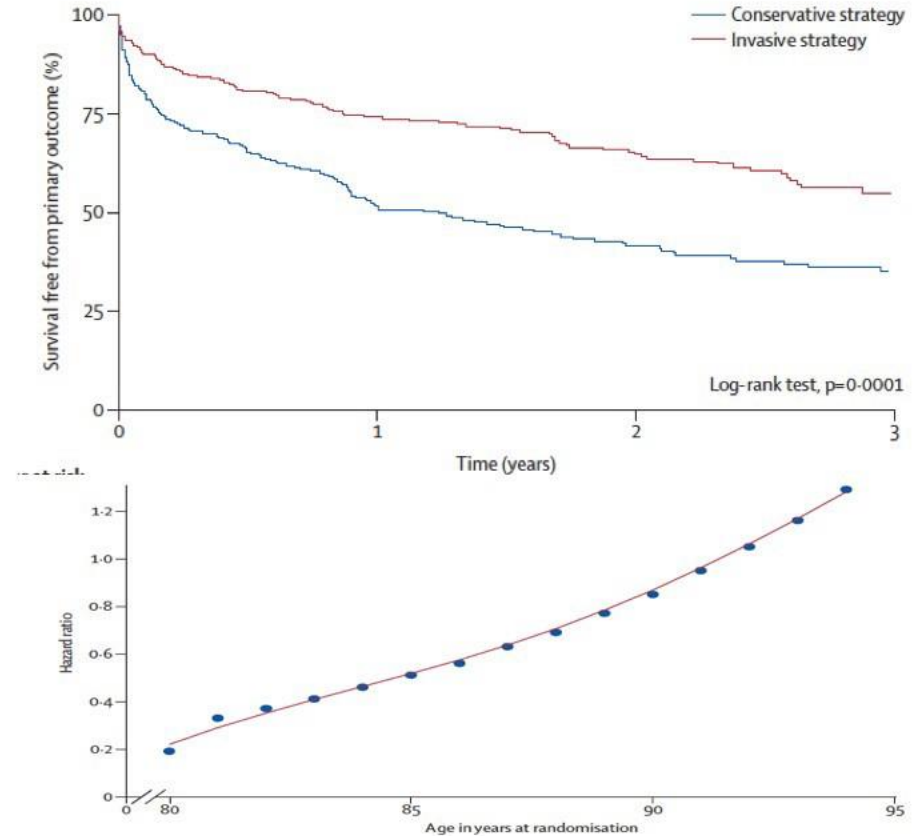 100
75
50
25
0
Survival free from primary outcome (%)
Conservative strategy
Invasive strategy
Log-rank test, p=0·0001
0 1 2 3
Time (years)
Hazard ratio
1·2
1·0
0·8
0·6
0·4
0·2
0
0 80 85 90 95
Age in years at randomisation